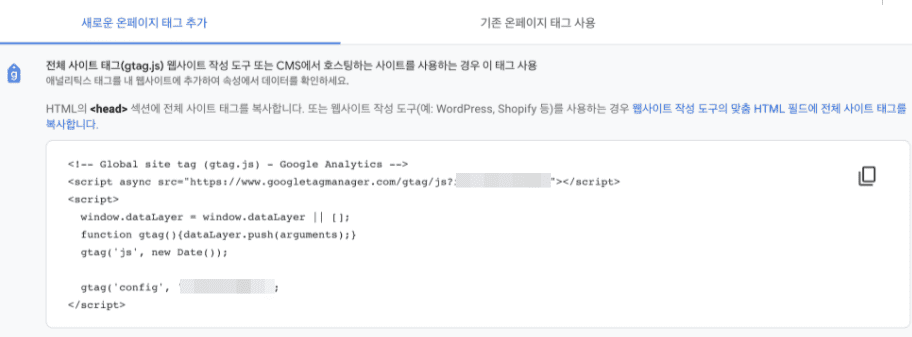 새로운 온페이지 태그 추가
기존 온페이지 태그 사용
전체 사이트 태그(gtag.js) 웹사이트 작성 도구 또는 CMS에서 호스팅하는 사이트를 사용하는 경우 이 태그 사용
애널리틱스 태그를 내 웹사이트에 추가하여 속성에서 데이터를 확인하세요.
HTML의 <head> 섹션에 전체 사이트 태그를 복사합니다. 또는 웹사이트 작성 도구(예: WordPress, Shopify 등)를 사용하는 경우 웹사이트 작성 도구의 맞춤 HTML 필드에 전체 사이트 태그를
복사합니다.
<!-- Global site tag (gtag.js) - Google Analytics -->
<script async src="https://www.googletagmanager.com/gtag/js?"></script>
<script>
window.dataLayer = window.dataLayer || [];
function gtag(){dataLayer.push(arguments);}
gtag('js', new Date());
gtag('config', ';
</script>